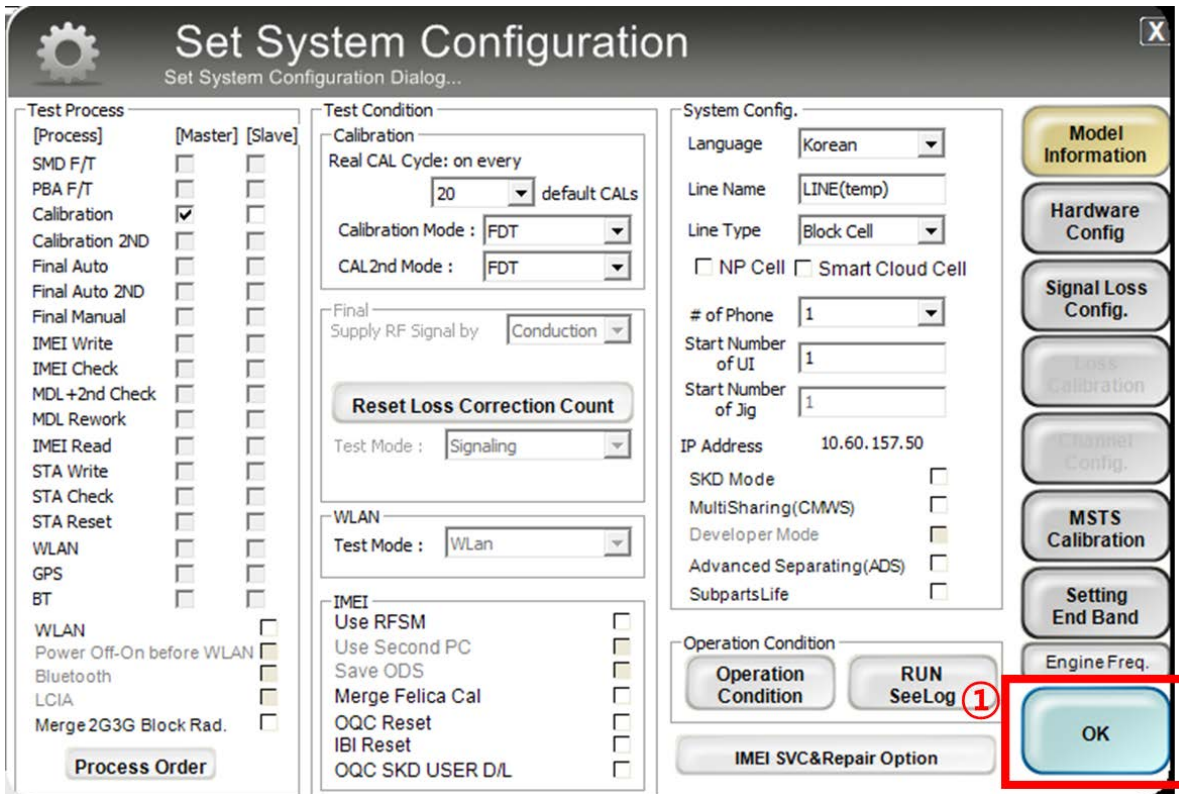 Set System Configuration
Set System Configuration Dialog...
X
Test Process
[Process] [Master] [Slave]
SMD F/T
PBA F/T
Calibration
Calibration 2ND
Final Auto
Final Auto 2ND
Final Manual
IMEI Write
IMEI Check
MDL+2nd Check
MDL Rework
IMEI Read
STA Write
STA Check
STA Reset
WLAN
GPS
BT
WLAN
Power Off-On before WLAN
Bluetooth
LCIA
Merge 2G3G Block Rad.
Process Order
Test Condition
Calibration
Real CAL Cycle: on every
20 default CALs
Calibration Mode : FDT
CAL2nd Mode : FDT
Final
Supply RF Signal by Conduction
Reset Loss Correction Count
Test Mode : Signaling
WLAN
Test Mode : WLan
IMEI
Use RFSM
Use Second PC
Save ODS
Merge Felica Cal
OQC Reset
IBI Reset
OQC SKD USER D/L
System Config.
Language Korean
Line Name LINE(temp)
Line Type Block Cell
NP Cell Smart Cloud Cell
# of Phone 1
Start Number
of UI 1
Start Number
of Jig 1
IP Address 10.60.157.50
SKD Mode
MultiSharing(CMWS)
Developer Mode
Advanced Separating(ADS)
SubpartsLife
Operation Condition
Operation
Condition
RUN
SeeLog
①
IMEI SVC&Repair Option
Model
Information
Hardware
Config
Signal Loss
Config.
Loss
Calibration
Channel
Config.
MSTS
Calibration
Setting
End Band
Engine Freq.
OK